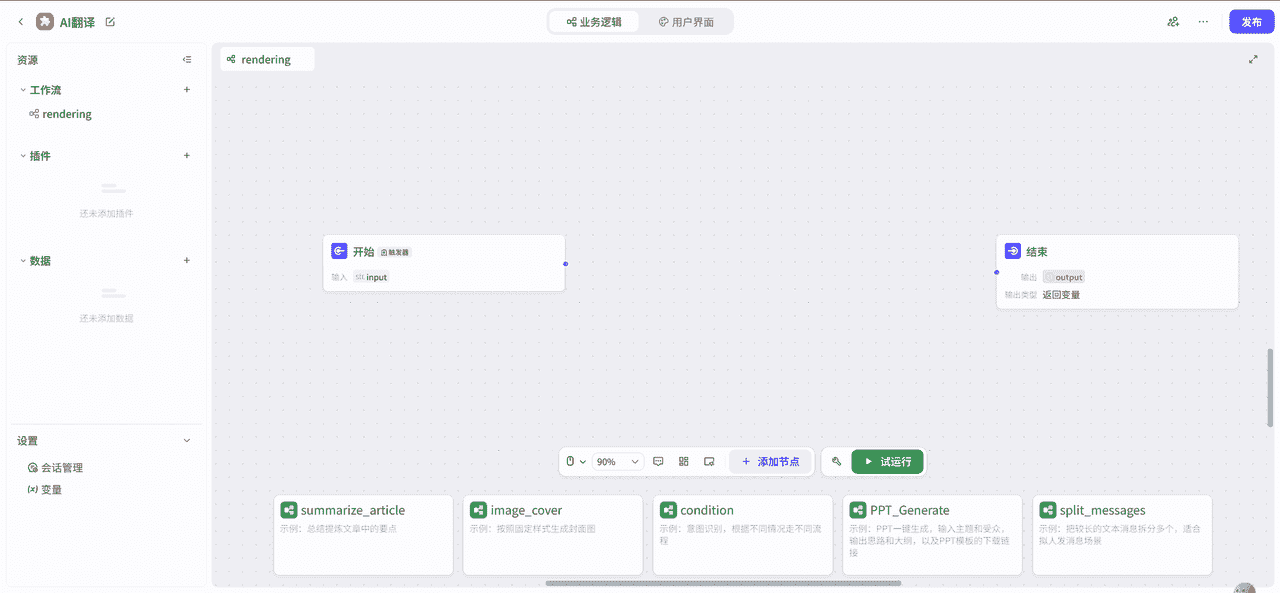 AI翻译
业务逻辑
用户界面
发布
资源
工作流
rendering
插件
还未添加插件
数据
还未添加数据
设置
会话管理
(x) 变量
rendering
开始 触发器
输入 str. input
结束
输出 output
输出类型 返回变量
90%
+ 添加节点
试运行
summarize_article
示例：总结提炼文章中的要点
image_cover
示例：按照固定样式生成封面图
condition
示例：意图识别，根据不同情况走不同流
程
PPT_Generate
示例：PPT一键生成，输入主题和受众，
输出思路和大纲，以及PPT模板的下载链
接
split_messages
示例：把较长的文本消息拆分多个，适合
拟人发消息场景